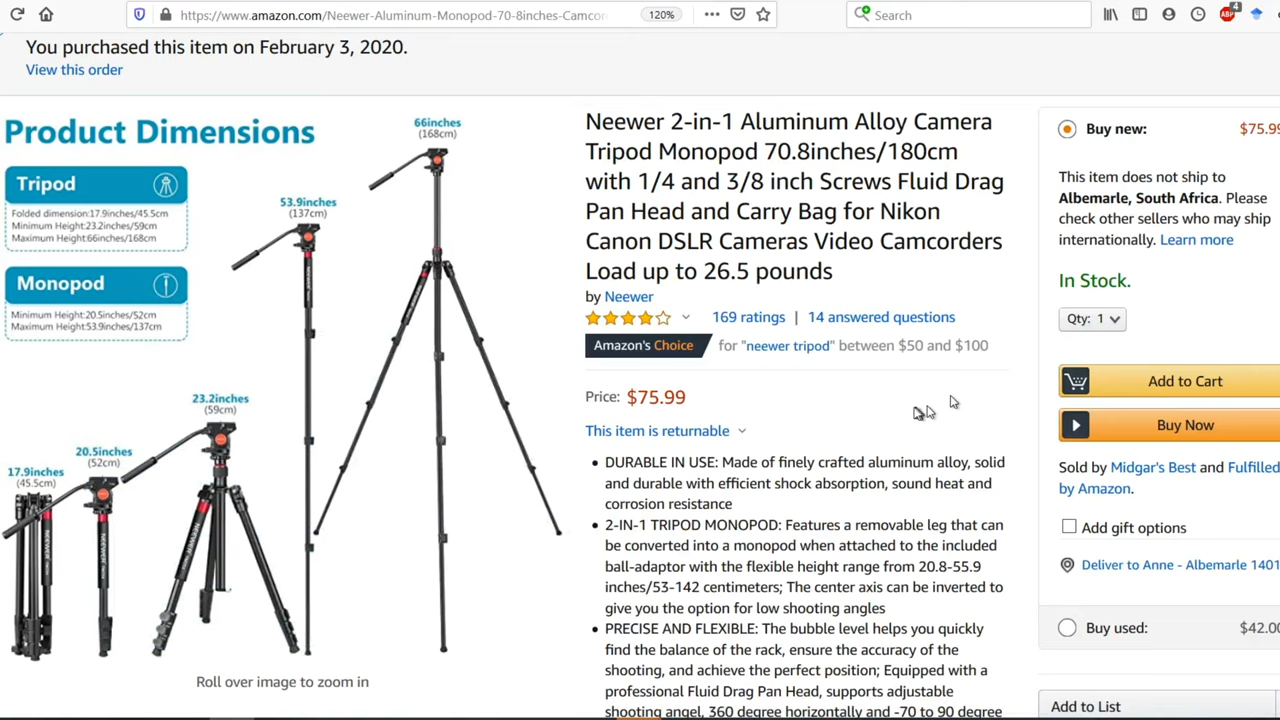 https://www.amazon.com/Neewer-Aluminum-Monopod-70-8inches-Camcor
120%
Search
4
You purchased this item on February 3, 2020.
View this order
Product Dimensions
Tripod
Folded dimension:17.9inches/45.5cm
Minimum Height:23.2inches/59cm
Maximum Height:66inches/168cm
Monopod
Minimum Height:20.5inches/52cm
Maximum Height:53.9inches/137cm
66inches
(168cm)
53.9inches
(137cm)
23.2inches
(59cm)
20.5inches
(52cm)
17.9inches
(45.5cm)
NEEWER
Roll over image to zoom in
Neewer 2-in-1 Aluminum Alloy Camera
Tripod Monopod 70.8inches/180cm
with 1/4 and 3/8 inch Screws Fluid Drag
Pan Head and Carry Bag for Nikon
Canon DSLR Cameras Video Camcorders
Load up to 26.5 pounds
by Neewer
169 ratings | 14 answered questions
Amazon's Choice for "neewer tripod" between $50 and $100
Price: $75.99
This item is returnable
• DURABLE IN USE: Made of finely crafted aluminum alloy, solid
and durable with efficient shock absorption, sound heat and
corrosion resistance
• 2-IN-1 TRIPOD MONOPOD: Features a removable leg that can
be converted into a monopod when attached to the included
ball-adaptor with the flexible height range from 20.8-55.9
inches/53-142 centimeters; The center axis can be inverted to
give you the option for low shooting angles
• PRECISE AND FLEXIBLE: The bubble level helps you quickly
find the balance of the rack, ensure the accuracy of the
shooting, and achieve the perfect position; Equipped with a
professional Fluid Drag Pan Head, supports adjustable
shooting angel, 360 degree horizontally and -70 to 90 degree
Buy new: $75.99
This item does not ship to
Albemarle, South Africa. Please
check other sellers who may ship
internationally. Learn more
In Stock.
Qty: 1
Add to Cart
Buy Now
Sold by Midgar's Best and Fulfilled
by Amazon.
Add gift options
Deliver to Anne - Albemarle 1401
Buy used: $42.00
Add to List